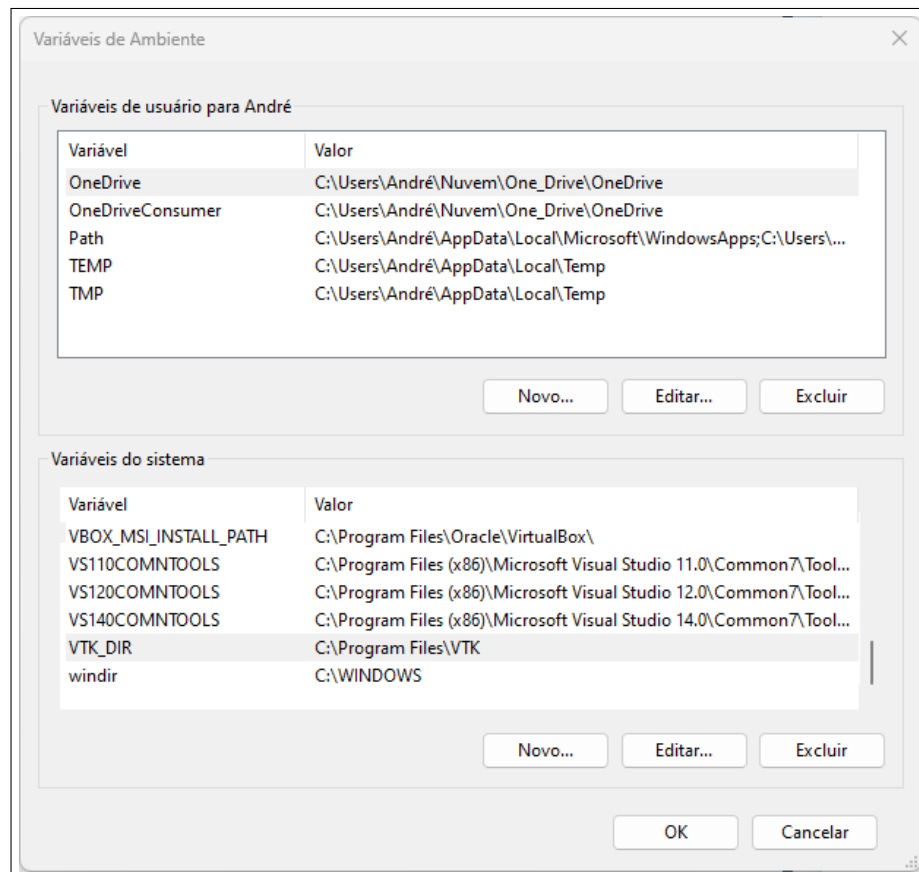 Variáveis de Ambiente
Variáveis de usuário para André
Variável Valor
OneDrive C:\Users\André\Nuvem\One_Drive\OneDrive
OneDriveConsumer C:\Users\André\Nuvem\One_Drive\OneDrive
Path C:\Users\André\AppData\Local\Microsoft\WindowsApps;C:\Users\...
TEMP C:\Users\André\AppData\Local\Temp
TMP C:\Users\André\AppData\Local\Temp
Novo... Editar... Excluir
Variáveis do sistema
Variável Valor
VBOX_MSI_INSTALL_PATH C:\Program Files\Oracle\VirtualBox\
VS110COMNTOOLS C:\Program Files (x86)\Microsoft Visual Studio 11.0\Common7\Tool...
VS120COMNTOOLS C:\Program Files (x86)\Microsoft Visual Studio 12.0\Common7\Tool...
VS140COMNTOOLS C:\Program Files (x86)\Microsoft Visual Studio 14.0\Common7\Tool...
VTK_DIR C:\Program Files\VTK
windir C:\WINDOWS
Novo... Editar... Excluir
OK Cancelar